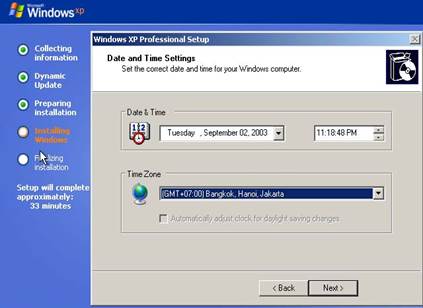 Microsoft
Windows xp
Collecting
information
Dynamic
Update
Preparing
installation
Installing
Windows
Finalizing
installation
Setup will complete
approximately:
33 minutes
Windows XP Professional Setup
Date and Time Settings
Set the correct date and time for your Windows computer.
Date & Time
Tuesday , September 02, 2003
11:18:48 PM
Time Zone
(GMT+07:00) Bangkok, Hanoi, Jakarta
Automatically adjust clock for daylight saving changes
< Back
Next >